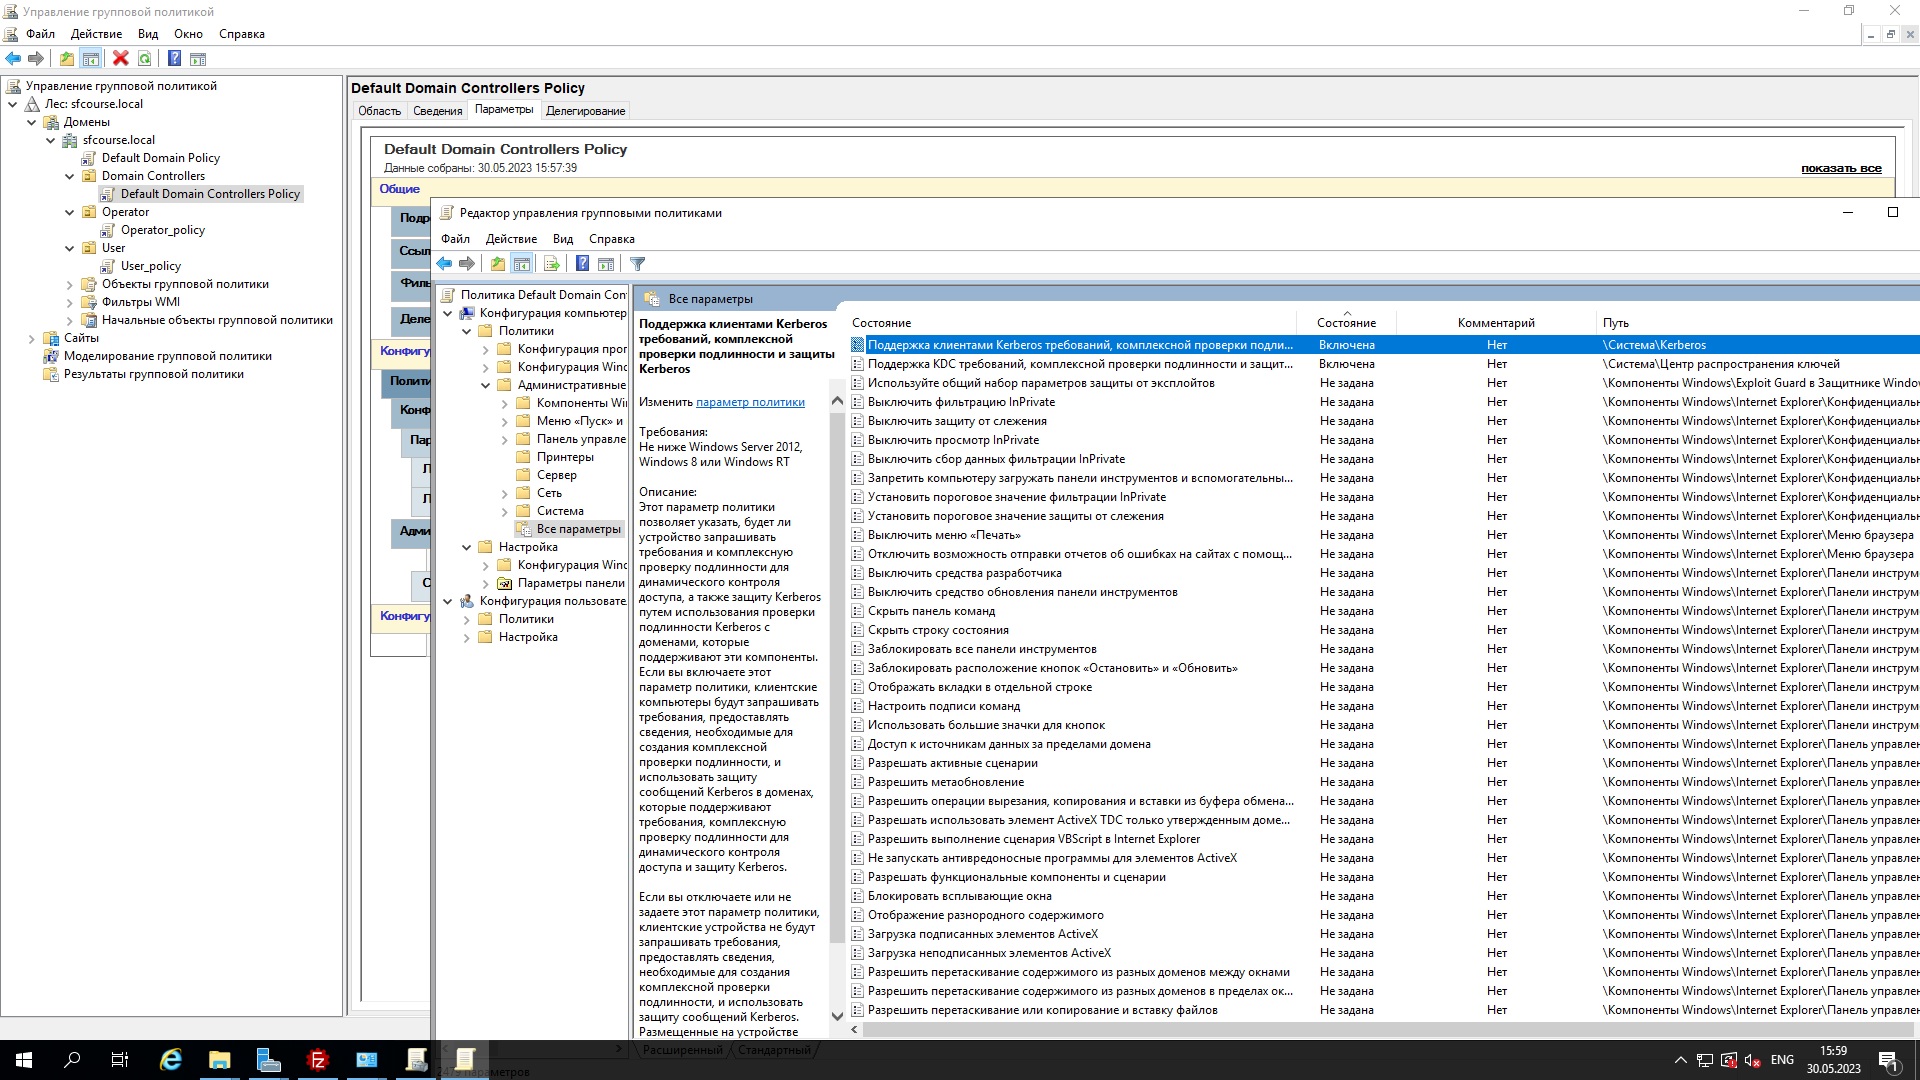 Управление групповой политикой
Файл Действие Вид Окно Справка
Управление групповой политикой
Лес: sfcourse.local
Домены
sfcourse.local
Default Domain Policy
Domain Controllers
Default Domain Controllers Policy
Operator
Operator_policy
User
User_policy
Объекты групповой политики
Фильтры WMI
Начальные объекты групповой политики
Сайты
Моделирование групповой политики
Результаты групповой политики
Default Domain Controllers Policy
Область Сведения Параметры Делегирование
Default Domain Controllers Policy
Данные собраны: 30.05.2023 15:57:39
показать все
Общие
Редактор управления групповыми политиками
Файл Действие Вид Справка
Политика Default Domain Con
Конфигурация компьютер
Политики
Конфигурация прог
Конфигурация Winc
Административные
Компоненты Wi
Меню «Пуск» и
Панель управле
Принтеры
Сервер
Сеть
Система
Все параметры
Настройка
Конфигурация Winc
Параметры панели
Конфигурация пользовате
Политики
Настройка
Все параметры
Поддержка клиентами Kerberos
требований, комплексной
проверки подлинности и защиты
Kerberos
Изменить параметр политики
Требования:
Не ниже Windows Server 2012,
Windows 8 или Windows RT
Описание:
Этот параметр политики
позволяет указать, будет ли
устройство запрашивать
требования и комплексную
проверку подлинности для
динамического контроля
доступа, а также защиту Kerberos
путем использования проверки
подлинности Kerberos с
доменами, которые
поддерживают эти компоненты.
Если вы включаете этот
параметр политики, клиентские
компьютеры будут запрашивать
требования, предоставлять
сведения, необходимые для
создания комплексной
проверки подлинности, и
использовать защиту
сообщений Kerberos в доменах,
которые поддерживают
требования, комплексную
проверку подлинности для
динамического контроля
доступа и защиту Kerberos.
Если вы отключаете или не
задаете этот параметр политики,
клиентские устройства не будут
запрашивать требования,
предоставлять сведения,
необходимые для создания
комплексной проверки
подлинности, и использовать
защиту сообщений Kerberos.
Размещенные на устройстве
Состояние Состояние Комментарий Путь
Поддержка клиентами Kerberos требований, комплексной проверки подли... Включена Нет \Система\Kerberos
Поддержка KDC требований, комплексной проверки подлинности и защит... Включена Нет \Система\Центр распространения ключей
Используйте общий набор параметров защиты от эксплойтов Не задана Нет \Компоненты Windows\Exploit Guard в Защитнике Windo
Выключить фильтрацию InPrivate Не задана Нет \Компоненты Windows\Internet Explorer\Конфиденциаль
Выключить защиту от слежения Не задана Нет \Компоненты Windows\Internet Explorer\Конфиденциаль
Выключить просмотр InPrivate Не задана Нет \Компоненты Windows\Internet Explorer\Конфиденциаль
Выключить сбор данных фильтрации InPrivate Не задана Нет \Компоненты Windows\Internet Explorer\Конфиденциаль
Запретить компьютеру загружать панели инструментов и вспомогательны... Не задана Нет \Компоненты Windows\Internet Explorer\Конфиденциаль
Установить пороговое значение фильтрации InPrivate Не задана Нет \Компоненты Windows\Internet Explorer\Конфиденциаль
Установить пороговое значение защиты от слежения Не задана Нет \Компоненты Windows\Internet Explorer\Конфиденциаль
Выключить меню «Печать» Не задана Нет \Компоненты Windows\Internet Explorer\Меню браузера
Отключить возможность отправки отчетов об ошибках на сайтах с помощ... Не задана Нет \Компоненты Windows\Internet Explorer\Меню браузера
Выключить средства разработчика Не задана Нет \Компоненты Windows\Internet Explorer\Панели инструм
Выключить средство обновления панели инструментов Не задана Нет \Компоненты Windows\Internet Explorer\Панели инструм
Скрыть панель команд Не задана Нет \Компоненты Windows\Internet Explorer\Панели инструм
Скрыть строку состояния Не задана Нет \Компоненты Windows\Internet Explorer\Панели инструм
Заблокировать все панели инструментов Не задана Нет \Компоненты Windows\Internet Explorer\Панели инструм
Заблокировать расположение кнопок «Остановить» и «Обновить» Не задана Нет \Компоненты Windows\Internet Explorer\Панели инструм
Отображать вкладки в отдельной строке Не задана Нет \Компоненты Windows\Internet Explorer\Панели инструм
Настроить подписи команд Не задана Нет \Компоненты Windows\Internet Explorer\Панели инструм
Использовать большие значки для кнопок Не задана Нет \Компоненты Windows\Internet Explorer\Панели инструм
Доступ к источникам данных за пределами домена Не задана Нет \Компоненты Windows\Internet Explorer\Панель управлен
Разрешать активные сценарии Не задана Нет \Компоненты Windows\Internet Explorer\Панель управлен
Разрешить метаобновление Не задана Нет \Компоненты Windows\Internet Explorer\Панель управлен
Разрешить операции вырезания, копирования и вставки из буфера обмена... Не задана Нет \Компоненты Windows\Internet Explorer\Панель управлен
Разрешать использовать элемент ActiveX TDC только утвержденным доме... Не задана Нет \Компоненты Windows\Internet Explorer\Панель управлен
Разрешить выполнение сценария VBScript в Internet Explorer Не задана Нет \Компоненты Windows\Internet Explorer\Панель управлен
Не запускать антивредоносные программы для элементов ActiveX Не задана Нет \Компоненты Windows\Internet Explorer\Панель управлен
Разрешать функциональные компоненты и сценарии Не задана Нет \Компоненты Windows\Internet Explorer\Панель управлен
Блокировать всплывающие окна Не задана Нет \Компоненты Windows\Internet Explorer\Панель управлен
Отображение разнородного содержимого Не задана Нет \Компоненты Windows\Internet Explorer\Панель управлен
Загрузка подписанных элементов ActiveX Не задана Нет \Компоненты Windows\Internet Explorer\Панель управлен
Загрузка неподписанных элементов ActiveX Не задана Нет \Компоненты Windows\Internet Explorer\Панель управлен
Разрешить перетаскивание содержимого из разных доменов между окнами Не задана Нет \Компоненты Windows\Internet Explorer\Панель управлен
Разрешить перетаскивание содержимого из разных доменов в пределах ок... Не задана Нет \Компоненты Windows\Internet Explorer\Панель управлен
Разрешить перетаскивание или копирование и вставку файлов Не задана Нет \Компоненты Windows\Internet Explorer\Панель управлен
Расширенный Стандартный
ENG 15:59
30.05.2023 1